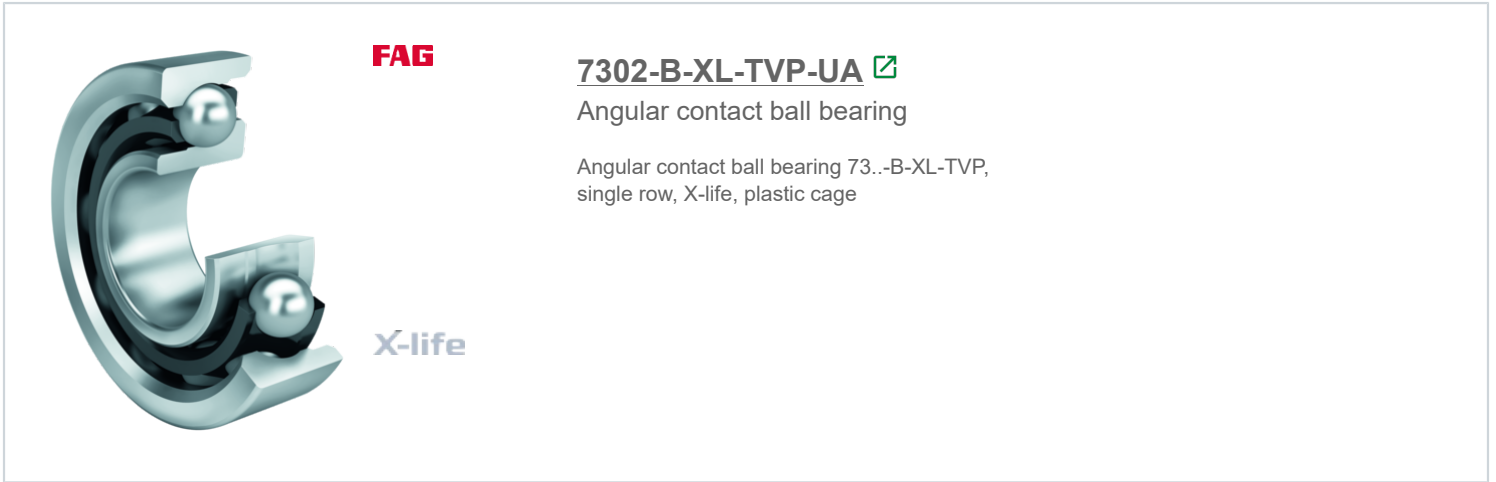 FAG
7302-B-XL-TVP-UA
Angular contact ball bearing
Angular contact ball bearing 73..-B-XL-TVP,
single row, X-life, plastic cage
X-life